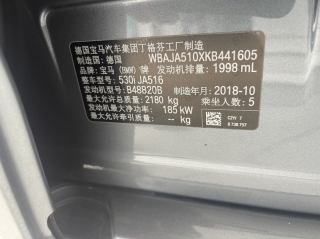 德国宝马汽车集团丁格芬工厂制造
制造国：德国 WBAJA510XKB441605
品牌：宝马 (BMW) 牌 发动机排量：1998 mL
整车型号：530i JA516
发动机型号：B48B20B 制造年月：2018-10
最大允许总质量：2180 kg 乘坐人数：5
发动机最大净功率：185 kW
最大允许牵引质量：-- kg
CZYI 7